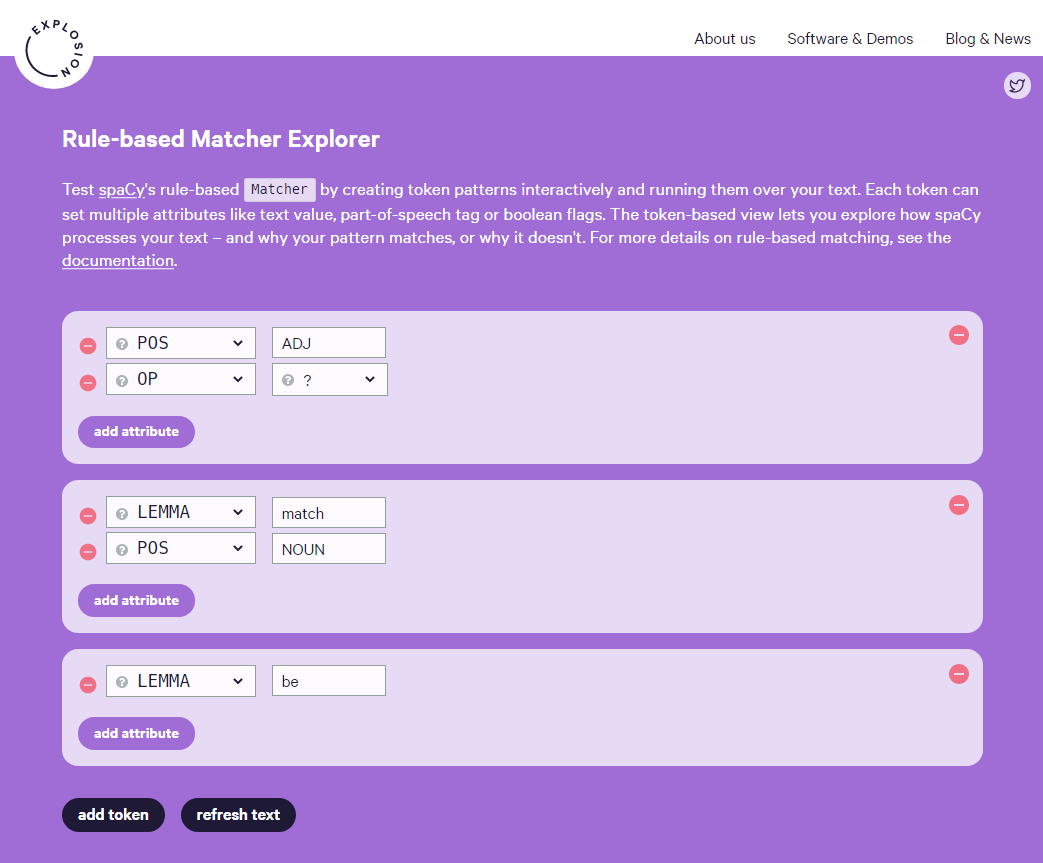 EXPLOSION
About us Software & Demos Blog & News
Rule-based Matcher Explorer
Test spaCy's rule-based Matcher by creating token patterns interactively and running them over your text. Each token can
set multiple attributes like text value, part-of-speech tag or boolean flags. The token-based view lets you explore how spaCy
processes your text – and why your pattern matches, or why it doesn't. For more details on rule-based matching, see the
documentation.
? POS ADJ
? OP ? ?
add attribute
? LEMMA match
? POS NOUN
add attribute
? LEMMA be
add attribute
add token refresh text